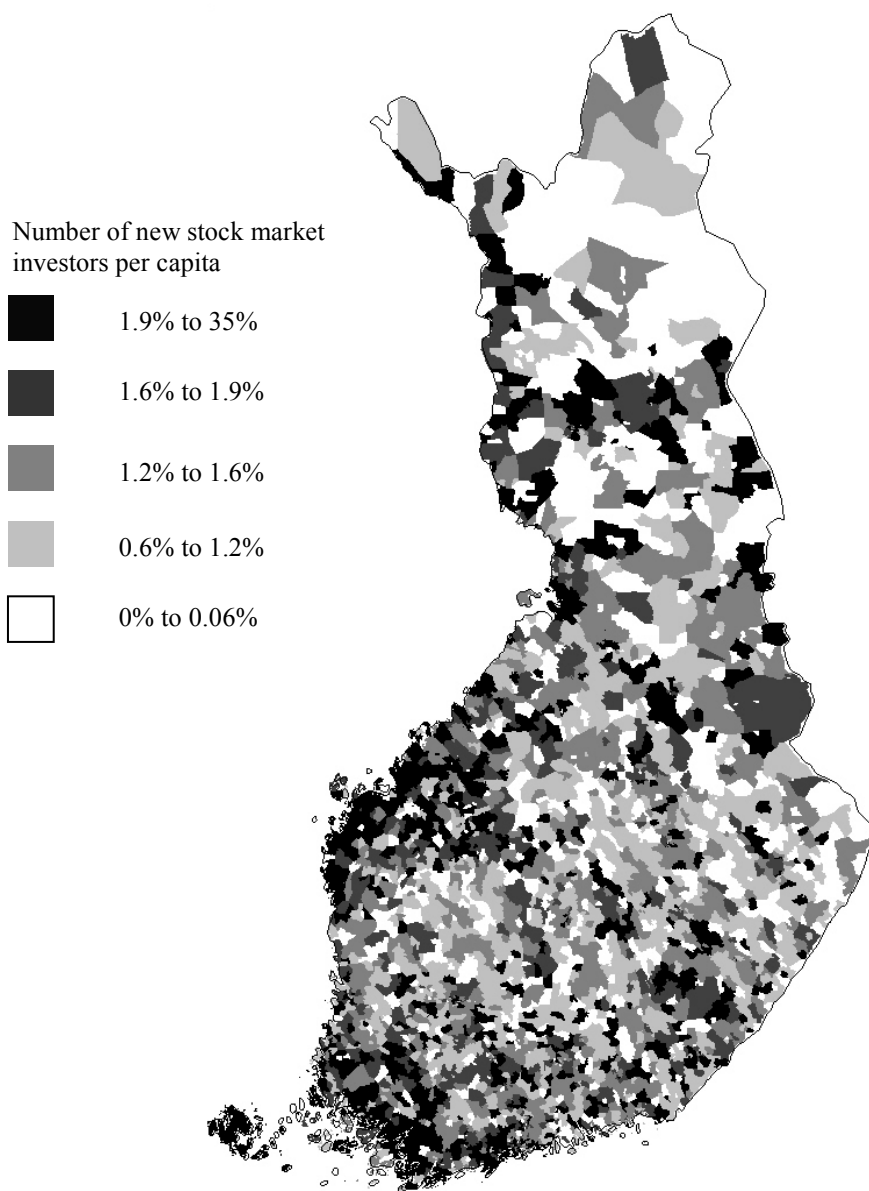 Number of new stock market
investors per capita
1.9% to 35%
1.6% to 1.9%
1.2% to 1.6%
0.6% to 1.2%
0% to 0.06%